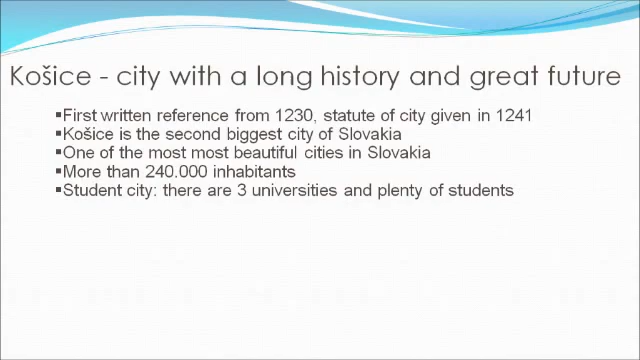 Košice - city with a long history and great future
▪First written reference from 1230, statute of city given in 1241
▪Košice is the second biggest city of Slovakia
▪One of the most most beautiful cities in Slovakia
▪More than 240.000 inhabitants
▪Student city: there are 3 universities and plenty of students